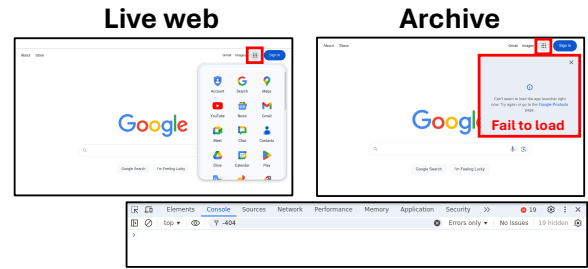 Live web
Archive
About Store
Gmail Images
Sign in
Account Search Maps
YouTube News Gmail
Meet Chat Contacts
Drive Calendar Play
Google
Google Search I'm Feeling Lucky
About Store
Gmail Images
Sign in
Can't seem to load the app launcher right
now. Try again or go to the Google Products
page.
Fail to load
Google
Google Search I'm Feeling Lucky
Elements Console Sources Network Performance Memory Application Security 19
top -404 Errors only No Issues 19 hidden